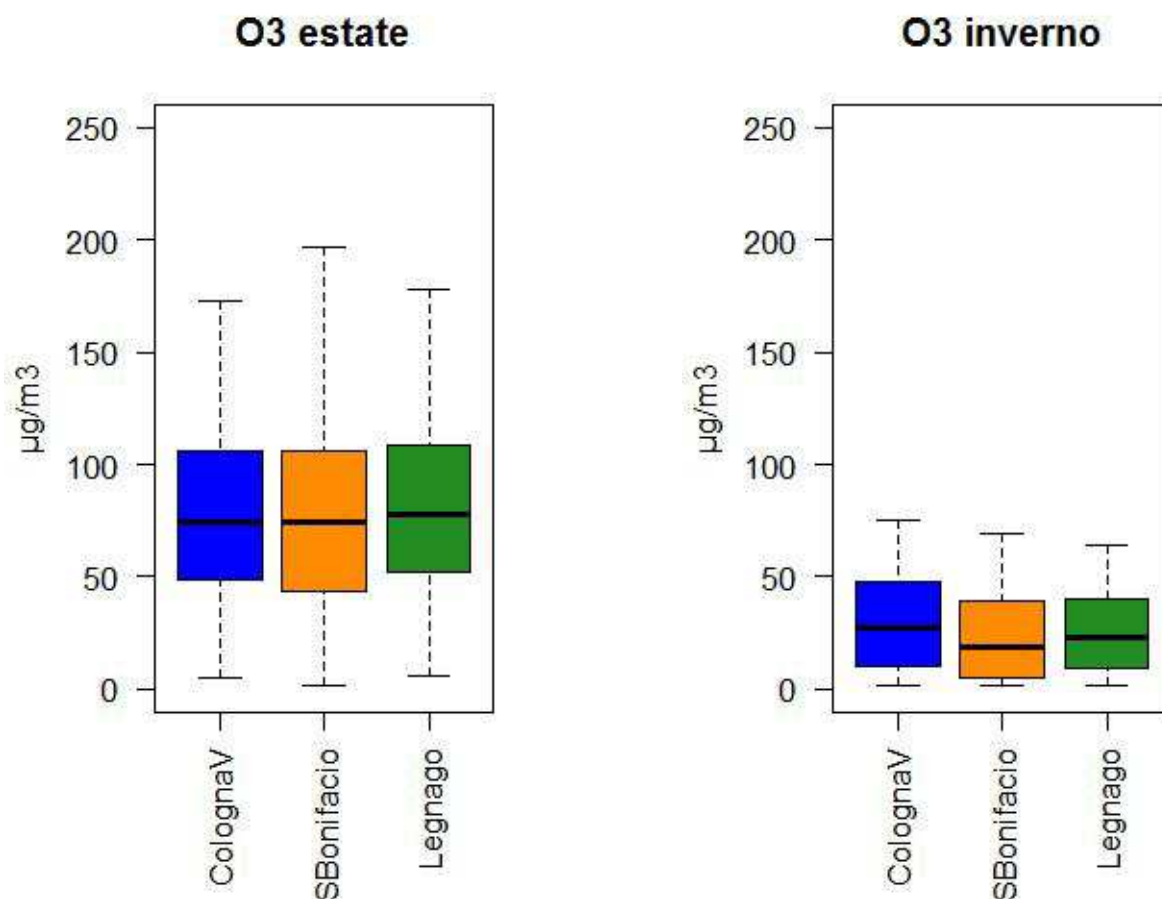 O3 estate
250
200
150
100
50
0
µg/m3
ColognaV
SBonifacio
Legnago
O3 inverno
250
200
150
100
50
0
µg/m3
ColognaV
SBonifacio
Legnago